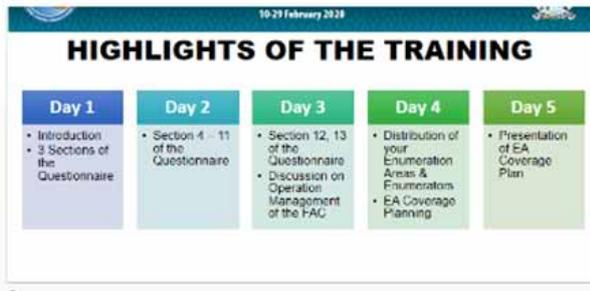 10-29 February 2020
HIGHLIGHTS OF THE TRAINING
Day 1
• Introduction
• 3 Sections of
the
Questionnaire
Day 2
• Section 4 – 11
of the
Questionnaire
Day 3
• Section 12, 13
of the
Questionnaire
• Discussion on
Operation
Management
of the FAC
Day 4
• Distribution of
your
Enumeration
Areas &
Enumerators
• EA Coverage
Planning
Day 5
• Presentation
of EA
Coverage
Plan